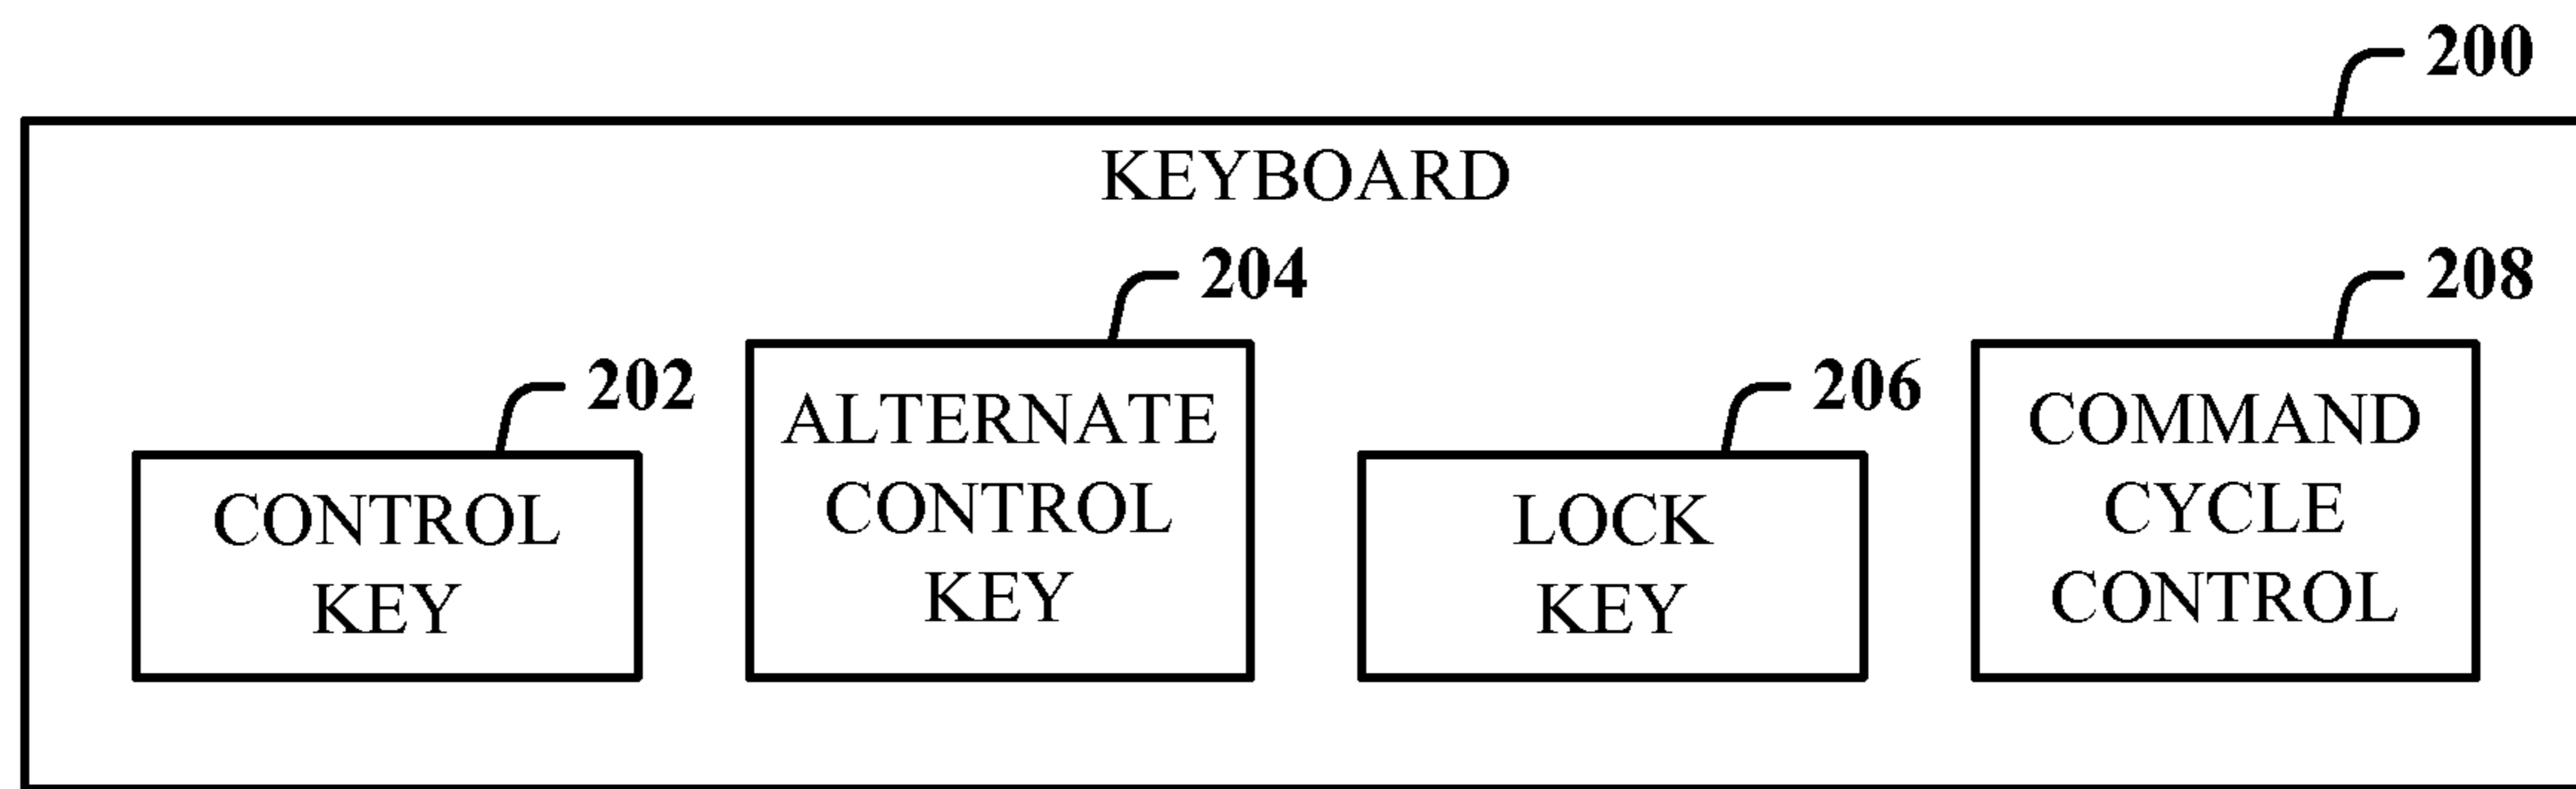 200
KEYBOARD
204
208
202
206
ALTERNATE
CONTROL
KEY
COMMAND
CYCLE
CONTROL
CONTROL
KEY
LOCK
KEY